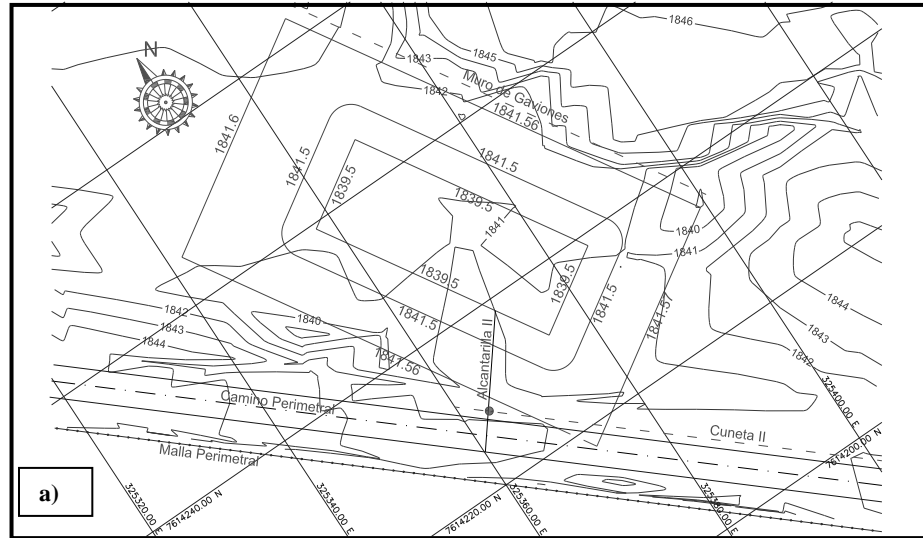 1846
N
1843
1845
1842
Muro de Gaviones
1841.56
1841.6
1841.5
1841.5
1839.5
1839.5
1841
1840
1841
1839.5
1839.5
1841.5
1841.5
1841.57
1844
1843
1842
1842
1843
1844
1840
1841.56
Alcantarilla II
325400.00 E
Camino Perimetral
Cuneta II
Malla Perimetral
7614200.00 N
a)
325320.00 E
7614240.00 N
325340.00 E
7614220.00 N
325360.00 E
325380.00 E